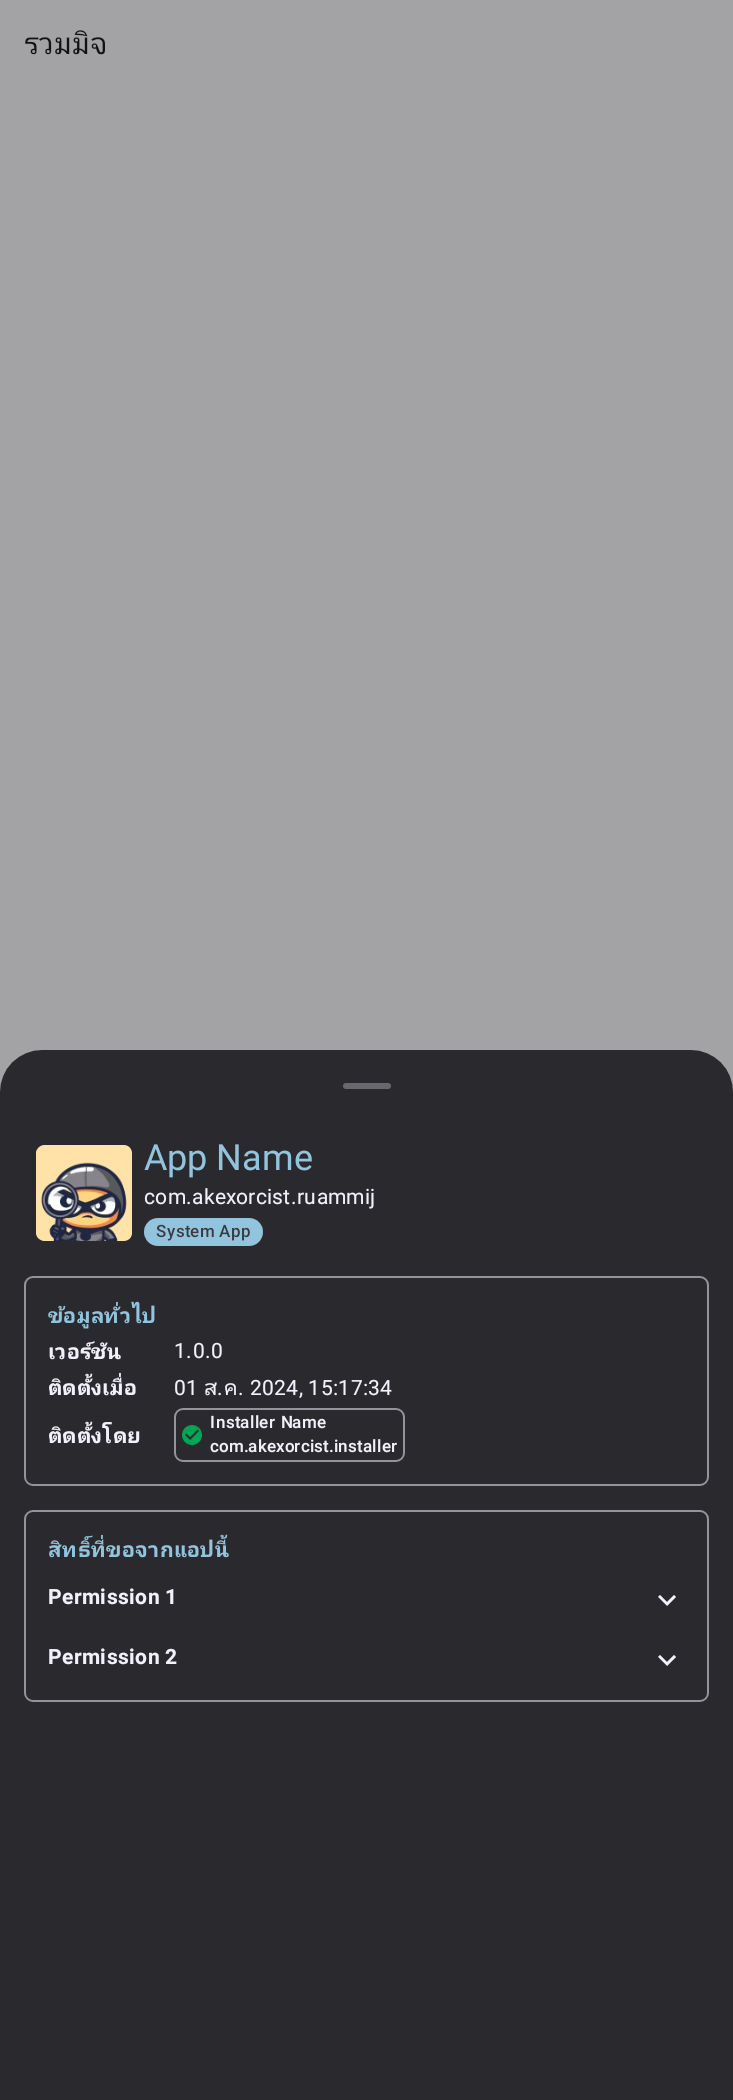 รวมมิจ
App Name
com.akexorcist.ruammij
System App
ข้อมูลทั่วไป
เวอร์ชัน 1.0.0
ติดตั้งเมื่อ 01 ส.ค. 2024, 15:17:34
ติดตั้งโดย Installer Name
com.akexorcist.installer
สิทธิ์ที่ขอจากแอปนี้
Permission 1
Permission 2